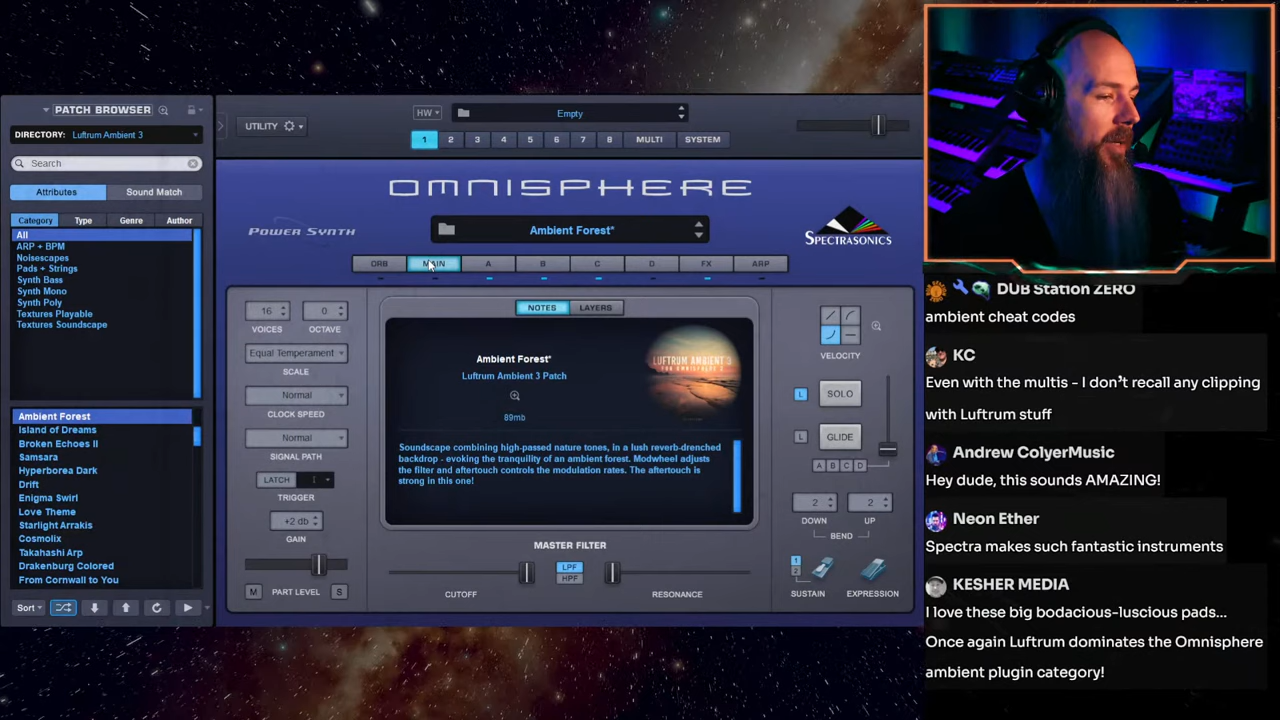 PATCH BROWSER
DIRECTORY: Luftrum Ambient 3
Search
Attributes
Sound Match
Category
Type
Genre
Author
All
ARP + BPM
Noisescapes
Pads + Strings
Synth Bass
Synth Mono
Synth Poly
Textures Playable
Textures Soundscape
Ambient Forest
Island of Dreams
Broken Echoes II
Samsara
Hyperborea Dark
Drift
Enigma Swirl
Love Theme
Starlight Arrakis
Cosmolix
Takahashi Arp
Drakenburg Colored
From Cornwall to You
Sort
UTILITY
HW
Empty
1 2 3 4 5 6 7 8 MULTI SYSTEM
OMNISPHERE
POWER SYNTH
Ambient Forest*
SPECTRASONICS
ORB MAIN A B C D FX ARP
16
0
VOICES
OCTAVE
Equal Temperament
SCALE
Normal
CLOCK SPEED
Normal
SIGNAL PATH
LATCH
TRIGGER
+2 db
GAIN
M PART LEVEL S
NOTES
LAYERS
Ambient Forest*
Luftrum Ambient 3 Patch
89mb
LUFTRUM AMBIENT 3
FOR OMNISPHERE 2
Soundscape combining high-passed nature tones, in a lush reverb-drenched
backdrop - evoking the tranquility of an ambient forest. Modwheel adjusts
the filter and aftertouch controls the modulation rates. The aftertouch is
strong in this one!
MASTER FILTER
LPF
HPF
CUTOFF
RESONANCE
VELOCITY
L SOLO
L GLIDE
A B C D
2
2
DOWN
UP
BEND
1
2
SUSTAIN
EXPRESSION
DUB Station ZERO
ambient cheat codes
KC
Even with the multis - I don't recall any clipping
with Luftrum stuff
Andrew ColyerMusic
Hey dude, this sounds AMAZING!
Neon Ether
Spectra makes such fantastic instruments
KESHER MEDIA
I love these big bodacious-luscious pads...
Once again Luftrum dominates the Omnisphere
ambient plugin category!